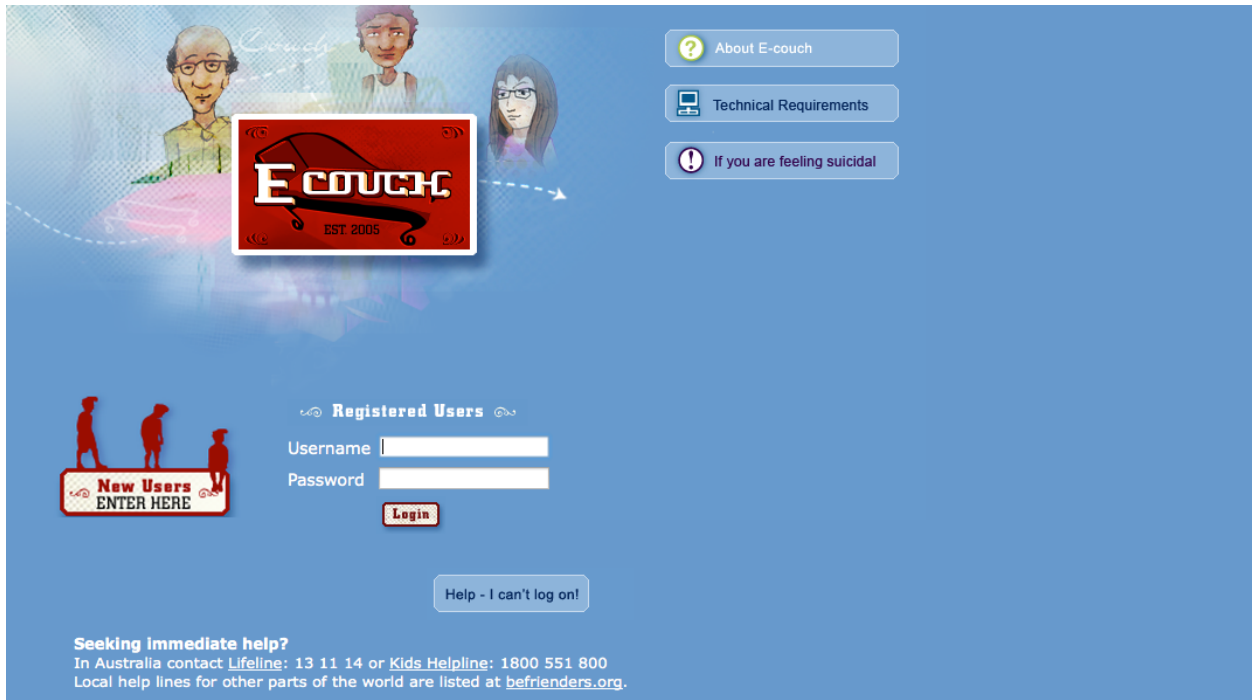 Couch
About E-couch
Technical Requirements
If you are feeling suicidal
E COUCH
EST. 2005
Registered Users
Username
Password
New Users
ENTER HERE
Login
Help - I can't log on!
Seeking immediate help?
In Australia contact Lifeline: 13 11 14 or Kids Helpline: 1800 551 800
Local help lines for other parts of the world are listed at befrienders.org.